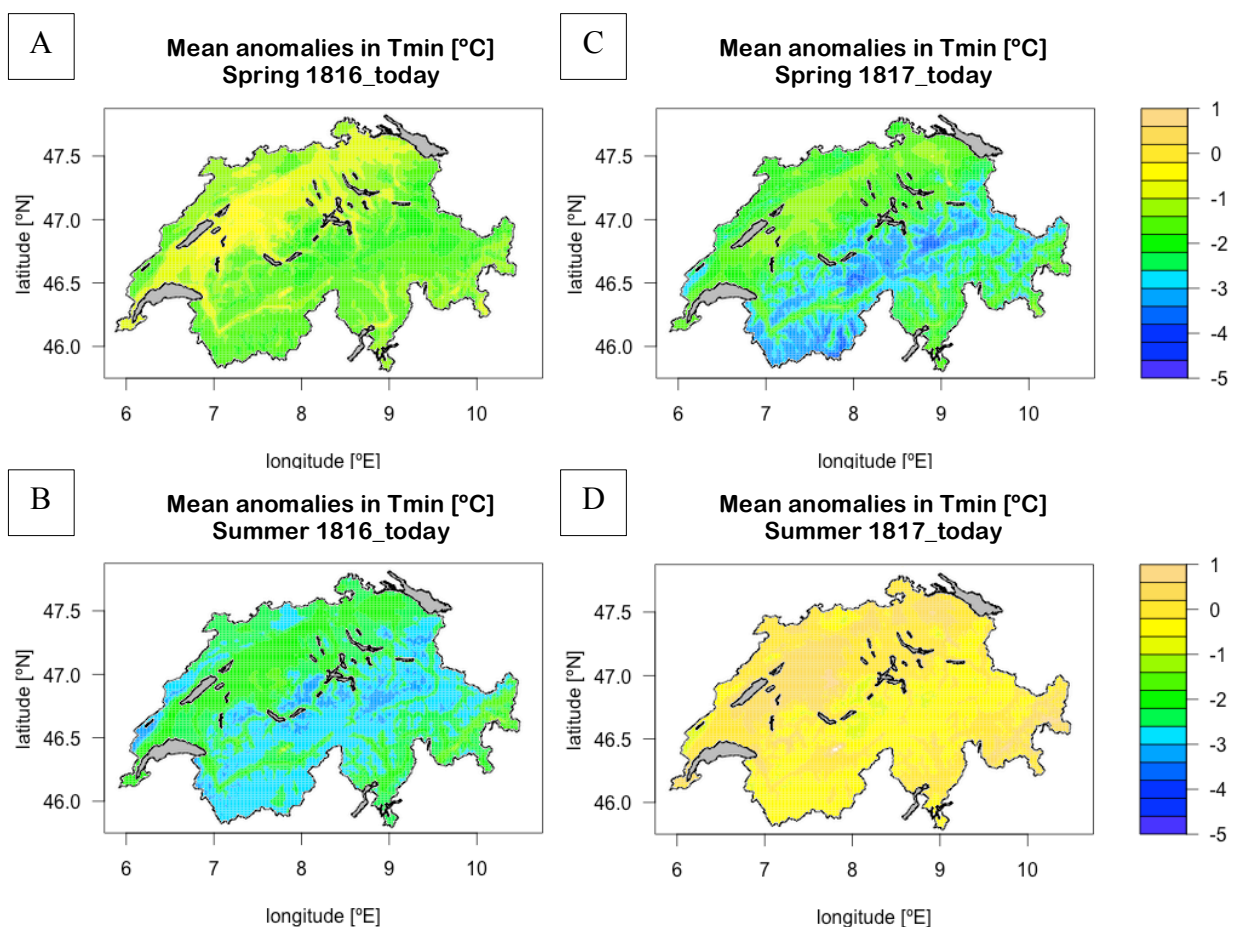 A
Mean anomalies in Tmin [ºC]
Spring 1816_today
47.5
47.0
46.5
46.0
latitude [ºN]
6
7
8
9
10
longitude [ºE]
C
Mean anomalies in Tmin [ºC]
Spring 1817_today
47.5
47.0
46.5
46.0
latitude [ºN]
6
7
8
9
10
longitude [ºE]
1
0
-1
-2
-3
-4
-5
B
Mean anomalies in Tmin [ºC]
Summer 1816_today
47.5
47.0
46.5
46.0
latitude [ºN]
6
7
8
9
10
longitude [ºE]
D
Mean anomalies in Tmin [ºC]
Summer 1817_today
47.5
47.0
46.5
46.0
latitude [ºN]
6
7
8
9
10
longitude [ºE]
1
0
-1
-2
-3
-4
-5